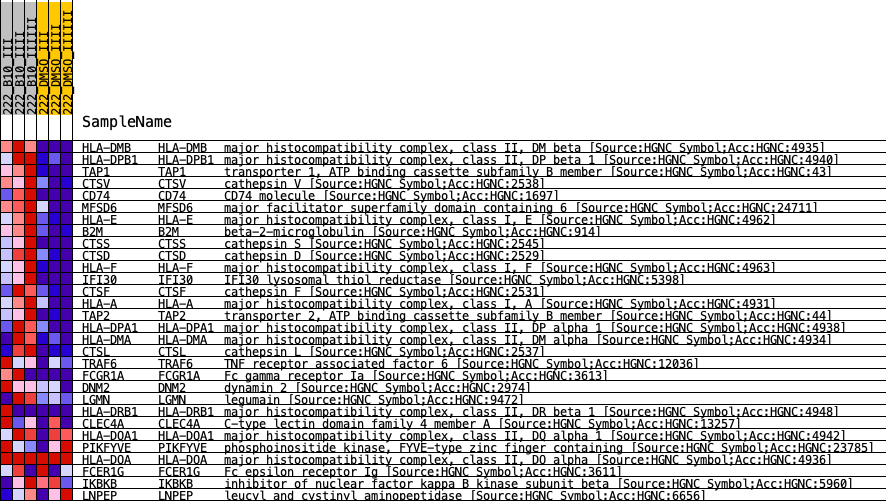 222_B10_III
222_B10_IIII
222_B10_IIIIII
222_DMSO_III
222_DMSO_IIII
222_DMSO_IIIIII
SampleName
HLA-DMB HLA-DMB major histocompatibility complex, class II, DM beta [Source:HGNC Symbol;Acc:HGNC:4935]
HLA-DPB1 HLA-DPB1 major histocompatibility complex, class II, DP beta 1 [Source:HGNC Symbol;Acc:HGNC:4940]
TAP1 TAP1 transporter 1, ATP binding cassette subfamily B member [Source:HGNC Symbol;Acc:HGNC:43]
CTSV CTSV cathepsin V [Source:HGNC Symbol;Acc:HGNC:2538]
CD74 CD74 CD74 molecule [Source:HGNC Symbol;Acc:HGNC:1697]
MFSD6 MFSD6 major facilitator superfamily domain containing 6 [Source:HGNC Symbol;Acc:HGNC:24711]
HLA-E HLA-E major histocompatibility complex, class I, E [Source:HGNC Symbol;Acc:HGNC:4962]
B2M B2M beta-2-microglobulin [Source:HGNC Symbol;Acc:HGNC:914]
CTSS CTSS cathepsin S [Source:HGNC Symbol;Acc:HGNC:2545]
CTSD CTSD cathepsin D [Source:HGNC Symbol;Acc:HGNC:2529]
HLA-F HLA-F major histocompatibility complex, class I, F [Source:HGNC Symbol;Acc:HGNC:4963]
IFI30 IFI30 IFI30 lysosomal thiol reductase [Source:HGNC Symbol;Acc:HGNC:5398]
CTSF CTSF cathepsin F [Source:HGNC Symbol;Acc:HGNC:2531]
HLA-A HLA-A major histocompatibility complex, class I, A [Source:HGNC Symbol;Acc:HGNC:4931]
TAP2 TAP2 transporter 2, ATP binding cassette subfamily B member [Source:HGNC Symbol;Acc:HGNC:44]
HLA-DPA1 HLA-DPA1 major histocompatibility complex, class II, DP alpha 1 [Source:HGNC Symbol;Acc:HGNC:4938]
HLA-DMA HLA-DMA major histocompatibility complex, class II, DM alpha [Source:HGNC Symbol;Acc:HGNC:4934]
CTSL CTSL cathepsin L [Source:HGNC Symbol;Acc:HGNC:2537]
TRAF6 TRAF6 TNF receptor associated factor 6 [Source:HGNC Symbol;Acc:HGNC:12036]
FCGR1A FCGR1A Fc gamma receptor Ia [Source:HGNC Symbol;Acc:HGNC:3613]
DNM2 DNM2 dynamin 2 [Source:HGNC Symbol;Acc:HGNC:2974]
LGMN LGMN legumain [Source:HGNC Symbol;Acc:HGNC:9472]
HLA-DRB1 HLA-DRB1 major histocompatibility complex, class II, DR beta 1 [Source:HGNC Symbol;Acc:HGNC:4948]
CLEC4A CLEC4A C-type lectin domain family 4 member A [Source:HGNC Symbol;Acc:HGNC:13257]
HLA-DQA1 HLA-DQA1 major histocompatibility complex, class II, DQ alpha 1 [Source:HGNC Symbol;Acc:HGNC:4942]
PIKFYVE PIKFYVE phosphoinositide kinase, FYVE-type zinc finger containing [Source:HGNC Symbol;Acc:HGNC:23785]
HLA-DOA HLA-DOA major histocompatibility complex, class II, DO alpha [Source:HGNC Symbol;Acc:HGNC:4936]
FCER1G FCER1G Fc epsilon receptor Ig [Source:HGNC Symbol;Acc:HGNC:3611]
IKBKB IKBKB inhibitor of nuclear factor kappa B kinase subunit beta [Source:HGNC Symbol;Acc:HGNC:5960]
LNPEP LNPEP leucyl and cystinyl aminopeptidase [Source:HGNC Symbol;Acc:HGNC:6656]